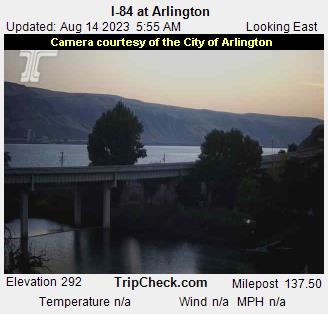 I-84 at Arlington
Updated: Aug 14 2023 5:55 AM Looking East
Camera courtesy of the City of Arlington
Elevation 292 TripCheck.com Milepost 137.50
Temperature n/a Wind n/a MPH n/a